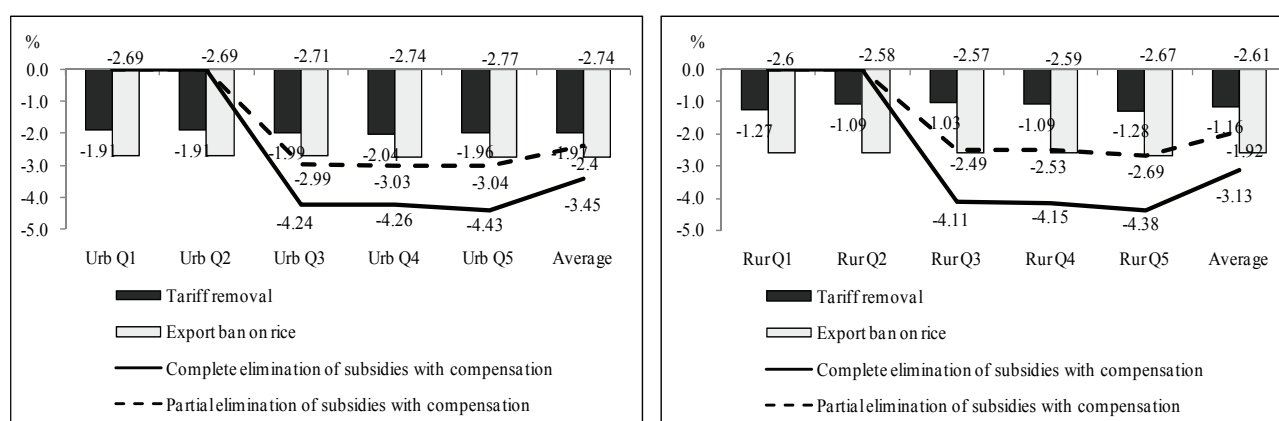 %
-2.69 -2.69 -2.71 -2.74 -2.77 -2.74
0.0
-1.0
-2.0
-3.0
-4.0
-5.0
-1.91 -1.91 -1.99 -2.04 -1.96 -1.97
-2.99 -3.03 -3.04 -2.4
-4.24 -4.26 -4.43 -3.45
Urb Q1 Urb Q2 Urb Q3 Urb Q4 Urb Q5 Average
Tariff removal
Export ban on rice
Complete elimination of subsidies with compensation
Partial elimination of subsidies with compensation
%
-2.6 -2.58 -2.57 -2.59 -2.67 -2.61
0.0
-1.0
-2.0
-3.0
-4.0
-5.0
-1.27 -1.09 -1.03 -1.09 -1.28 -1.16
-2.49 -2.53 -2.69 -1.92
-4.11 -4.15 -4.38 -3.13
Rur Q1 Rur Q2 Rur Q3 Rur Q4 Rur Q5 Average
Tariff removal
Export ban on rice
Complete elimination of subsidies with compensation
Partial elimination of subsidies with compensation